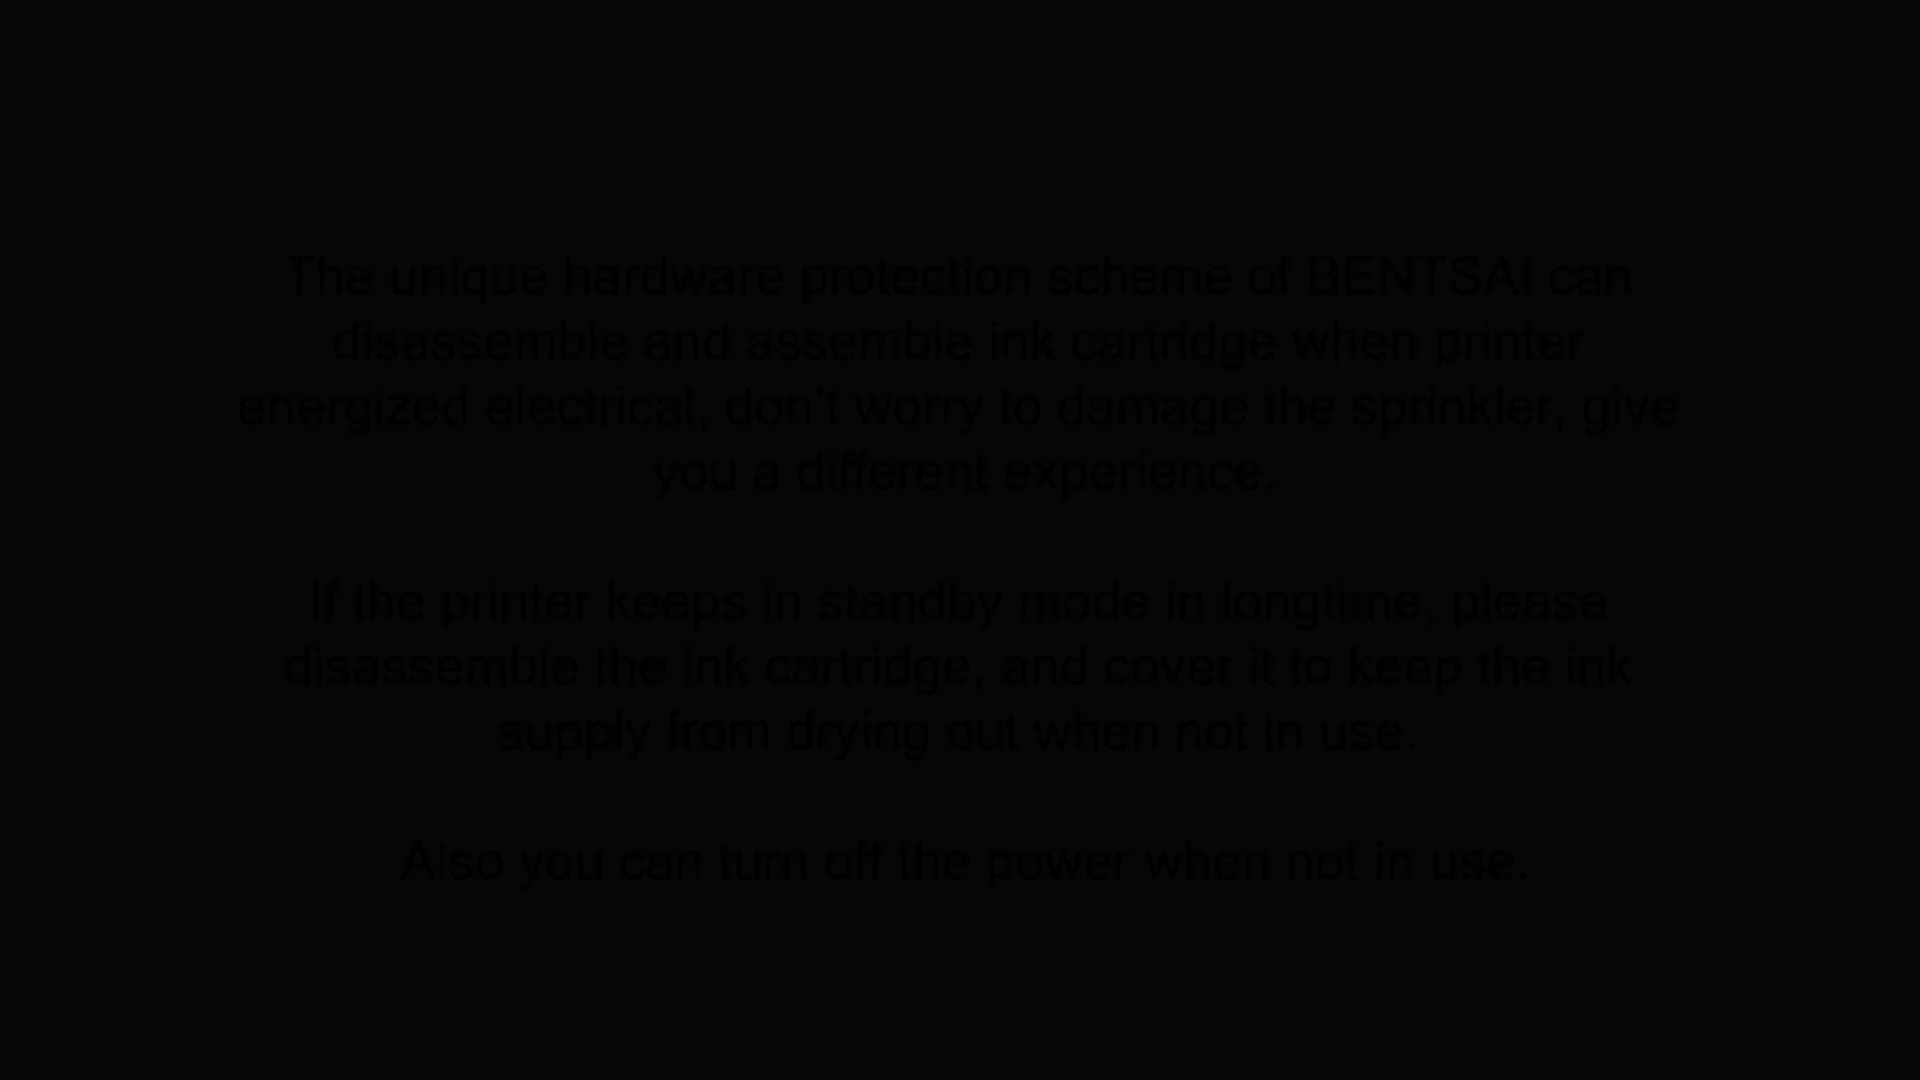 The unique hardware protection scheme of BENTSAI can
disassemble and assemble ink cartridge when printer
energized electrical, don't worry to damage the sprinkler, give
you a different experience.
If the printer keeps in standby mode in longtime, please
disassemble the ink cartridge, and cover it to keep the ink
supply from drying out when not in use.
Also you can turn off the power when not in use.